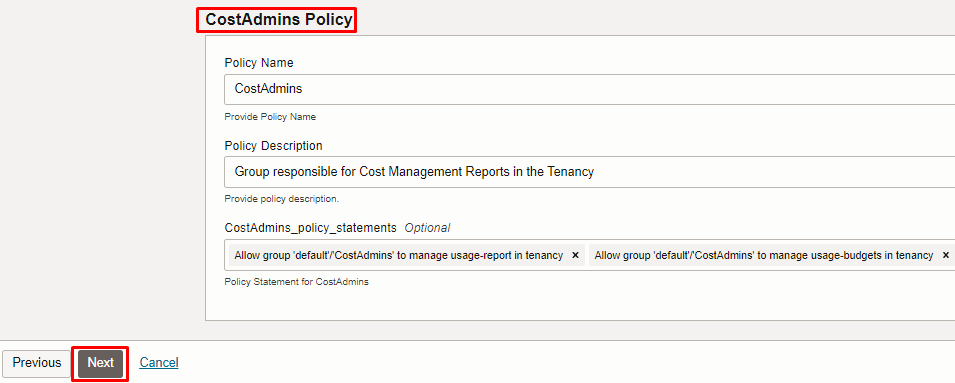 CostAdmins Policy
Policy Name
CostAdmins
Provide Policy Name
Policy Description
Group responsible for Cost Management Reports in the Tenancy
Provide policy description.
CostAdmins_policy_statements Optional
Allow group 'default'/'CostAdmins' to manage usage-report in tenancy × Allow group 'default'/'CostAdmins' to manage usage-budgets in tenancy ×
Policy Statement for CostAdmins
Previous Next Cancel